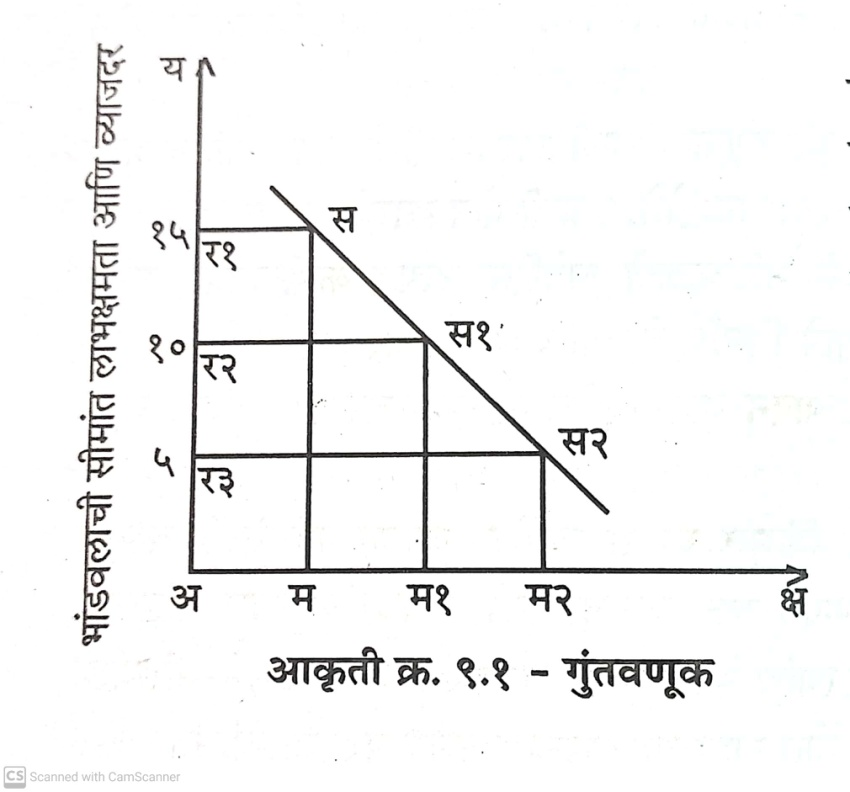 भांडवलाची सीमांत लाभक्षमता आणि व्याजदर
य
१५
र१
स
१०
र२
स१
५
र३
स२
अ
म
म१
म२
क्ष
आकृती क्र. ९.१ - गुंतवणूक
CS Scanned with CamScanner